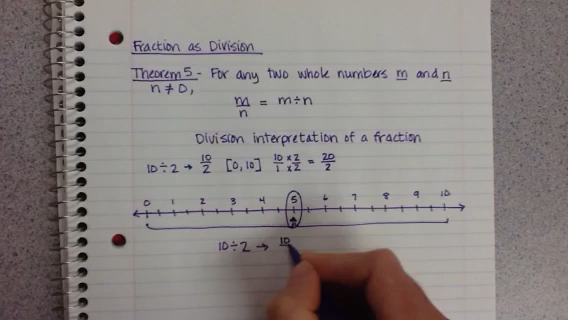 Fraction as Division
Theorem 5 - For any two whole numbers m and n
n ≠ 0,
m/n = m÷n
Division interpretation of a fraction
10÷2 → 10/2 [0,10] 10/1 x 2/x 2 = 20/2
0 1 2 3 4 5 6 7 8 9 10
10÷2 → 10